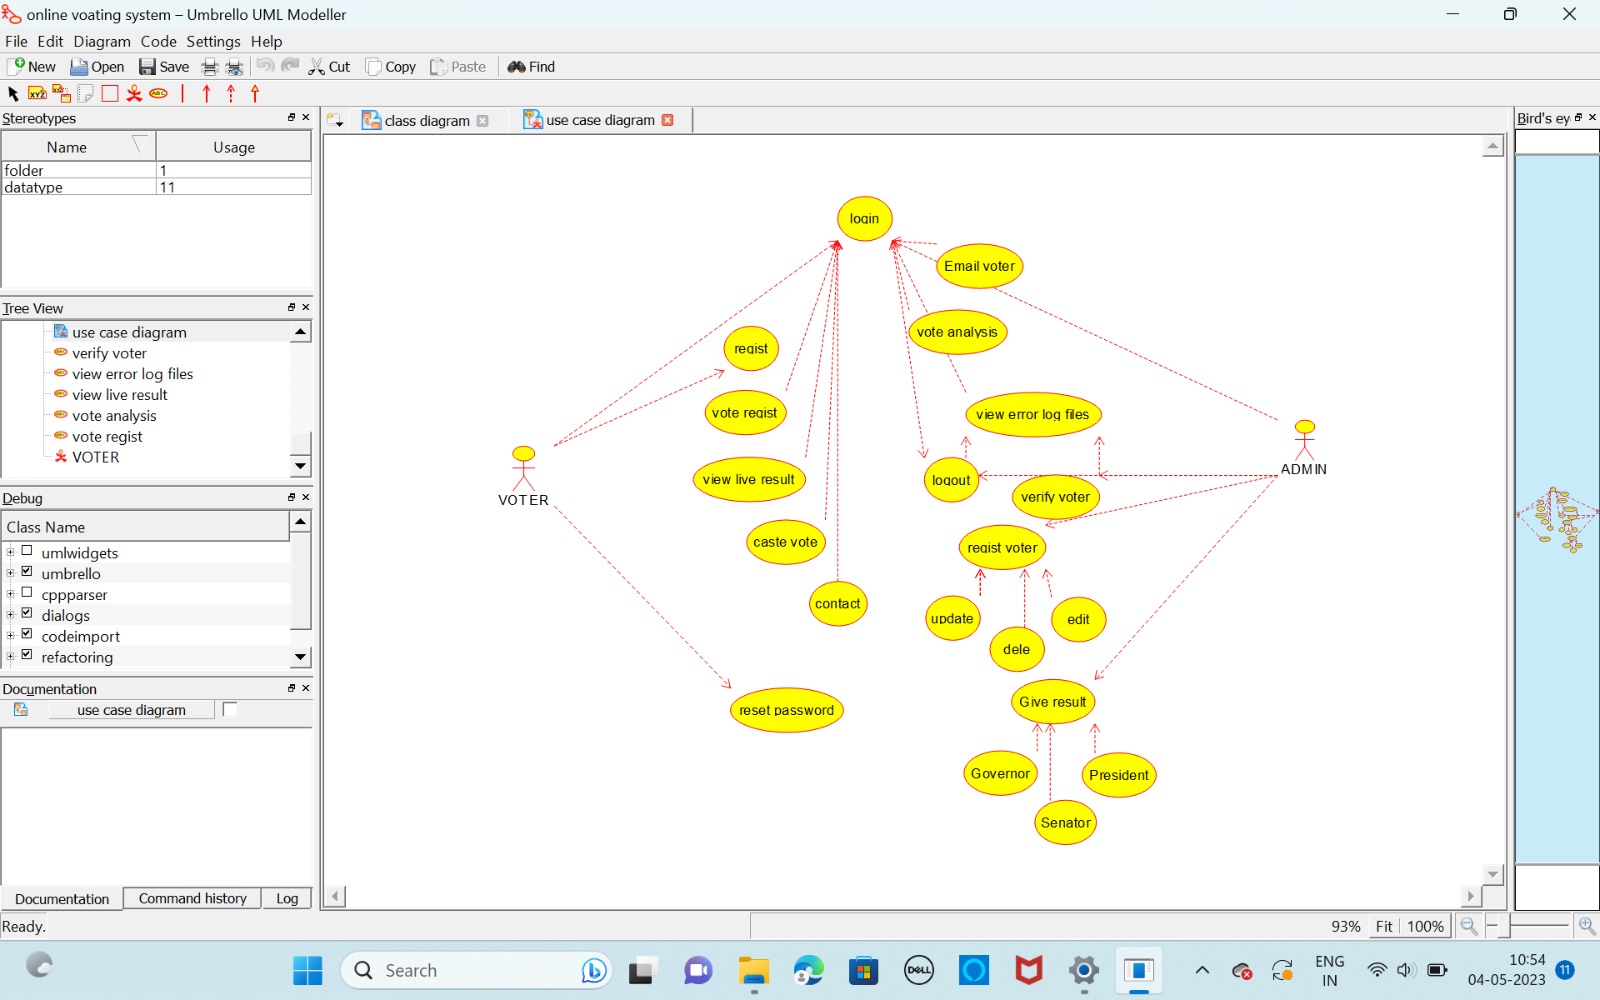 online voating system – Umbrello UML Modeller
File Edit Diagram Code Settings Help
New Open Save Cut Copy Paste Find
XYZ ABC
Stereotypes
Name Usage
folder 1
datatype 11
Tree View
use case diagram
verify voter
view error log files
view live result
vote analysis
vote regist
VOTER
Debug
Class Name
umlwidgets
umbrello
cppparser
dialogs
codeimport
refactoring
Documentation
use case diagram
Documentation Command history Log
Ready.
class diagram use case diagram
login
Email voter
vote analysis
regist
vote regist
view error log files
VOTER
view live result
logout
verify voter
ADMIN
caste vote
regist voter
contact
update
edit
dele
reset password
Give result
Governor
President
Senator
Bird's ey
93% Fit 100%
Search
DELL
ENG
IN
10:54
04-05-2023
11